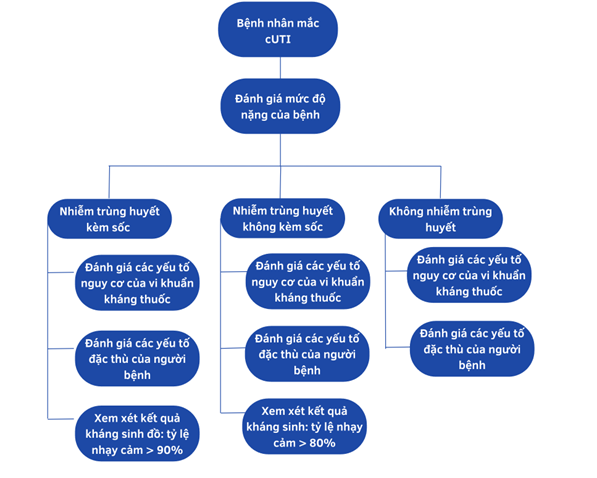 Bệnh nhân mắc
cUTI
Đánh giá mức độ
nặng của bệnh
Nhiễm trùng huyết
kèm sốc
Đánh giá các yếu tố
nguy cơ của vi khuẩn
kháng thuốc
Đánh giá các yếu tố
đặc thù của người
bệnh
Xem xét kết quả
kháng sinh đồ: tỷ lệ
nhạy cảm > 90%
Nhiễm trùng huyết
không kèm sốc
Đánh giá các yếu tố
nguy cơ của vi khuẩn
kháng thuốc
Đánh giá các yếu tố
đặc thù của người
bệnh
Xem xét kết quả
kháng sinh: tỷ lệ nhạy
cảm > 80%
Không nhiễm trùng
huyết
Đánh giá các yếu tố
nguy cơ của vi khuẩn
kháng thuốc
Đánh giá các yếu tố
đặc thù của người
bệnh